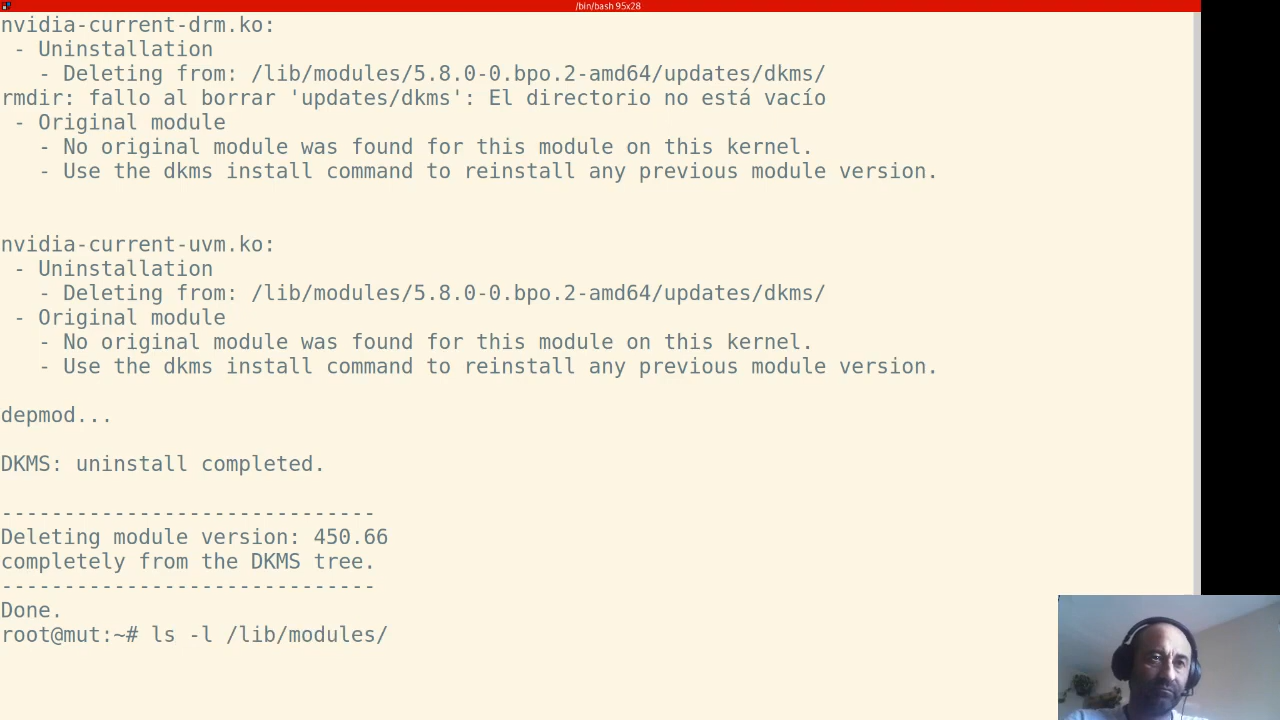 /bin/bash 95x28
nvidia-current-drm.ko:
 - Uninstallation
   - Deleting from: /lib/modules/5.8.0-0.bpo.2-amd64/updates/dkms/
rmdir: fallo al borrar 'updates/dkms': El directorio no está vacío
 - Original module
   - No original module was found for this module on this kernel.
   - Use the dkms install command to reinstall any previous module version.
nvidia-current-uvm.ko:
 - Uninstallation
   - Deleting from: /lib/modules/5.8.0-0.bpo.2-amd64/updates/dkms/
 - Original module
   - No original module was found for this module on this kernel.
   - Use the dkms install command to reinstall any previous module version.
depmod...
DKMS: uninstall completed.
------------------------------
Deleting module version: 450.66
completely from the DKMS tree.
------------------------------
Done.
root@mut:~# ls -l /lib/modules/